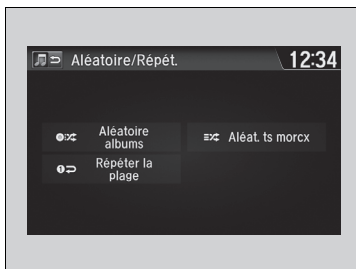 Aléatoire/Répét.
12:34
Aléatoire
albums
Aléat. ts morcx
Répéter la
plage